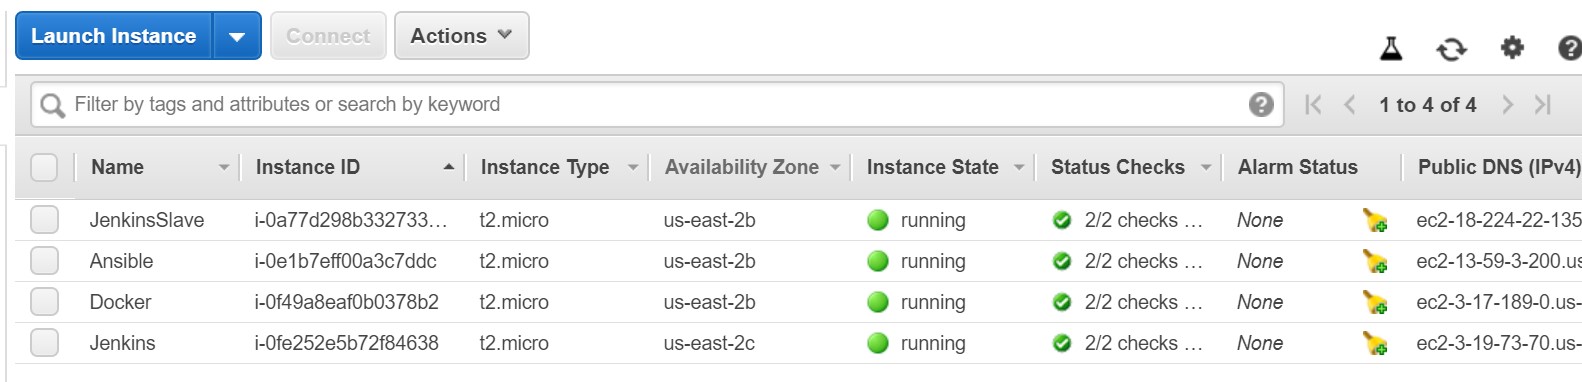 Launch Instance Connect Actions
Filter by tags and attributes or search by keyword 1 to 4 of 4
Name Instance ID Instance Type Availability Zone Instance State Status Checks Alarm Status Public DNS (IPv4)
JenkinsSlave i-0a77d298b332733... t2.micro us-east-2b running 2/2 checks ... None ec2-18-224-22-135
Ansible i-0e1b7eff00a3c7ddc t2.micro us-east-2b running 2/2 checks ... None ec2-13-59-3-200.us
Docker i-0f49a8eaf0b0378b2 t2.micro us-east-2b running 2/2 checks ... None ec2-3-17-189-0.us-
Jenkins i-0fe252e5b72f84638 t2.micro us-east-2c running 2/2 checks ... None ec2-3-19-73-70.us-